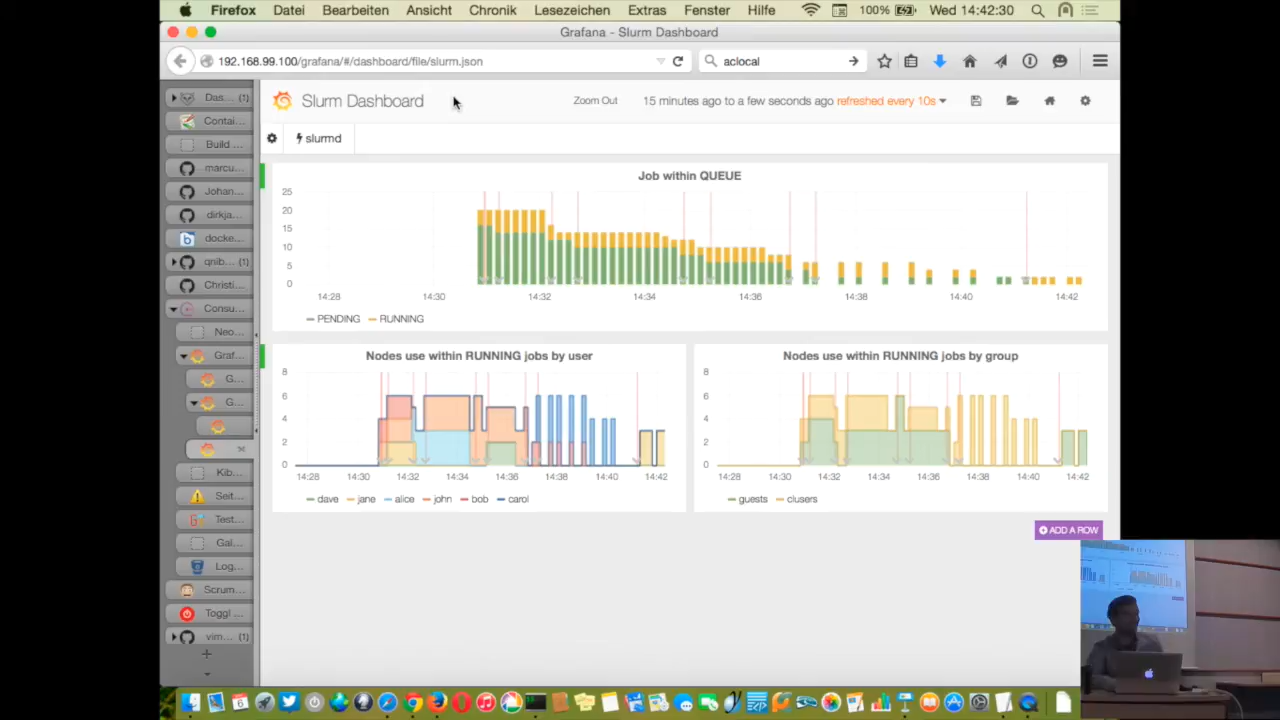 Firefox Datei Bearbeiten Ansicht Chronik Lesezeichen Extras Fenster Hilfe 100% Wed 14:42:30
Grafana - Slurm Dashboard
192.168.99.100/grafana/#/dashboard/file/slurm.json aclocal
Das... (1)
Contai...
Build ...
marcu...
Johan...
dirkja...
docke...
qnib... (1)
Christi...
Consu...
Neo...
Graf...
G...
G...
Kib...
Seit...
Test...
Gal...
Log...
Scrum...
Toggl ...
vim... (1)
Slurm Dashboard Zoom Out 15 minutes ago to a few seconds ago refreshed every 10s
slurmd
Job within QUEUE
25
20
15
10
5
0
14:28 14:30 14:32 14:34 14:36 14:38 14:40 14:42
PENDING RUNNING
Nodes use within RUNNING jobs by user
8
6
4
2
0
14:28 14:30 14:32 14:34 14:36 14:38 14:40 14:42
dave jane alice john bob carol
Nodes use within RUNNING jobs by group
8
6
4
2
0
14:28 14:30 14:32 14:34 14:36 14:38 14:40 14:42
guests clusers
ADD A ROW